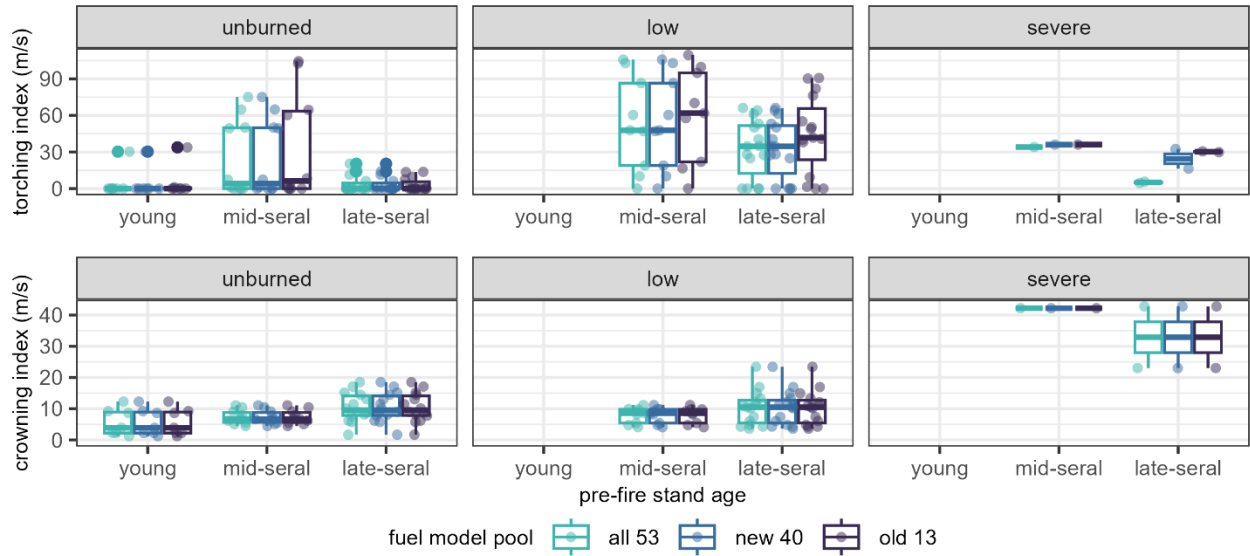 unburned low severe
torching index (m/s)
90
60
30
0
young mid-seral late-seral young mid-seral late-seral young mid-seral late-seral
unburned low severe
crowning index (m/s)
40
30
20
10
0
young mid-seral late-seral young mid-seral late-seral young mid-seral late-seral
pre-fire stand age
fuel model pool all 53 new 40 old 13